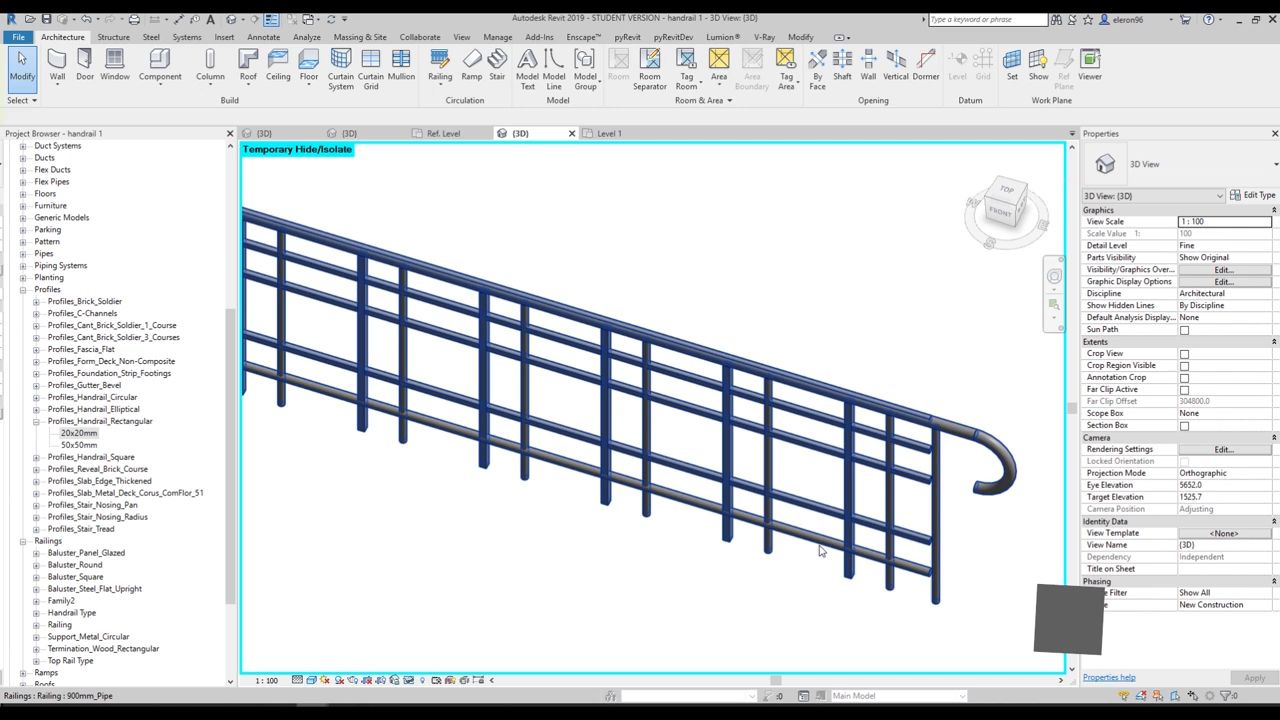 Autodesk Revit 2019 - STUDENT VERSION - handrail 1 - 3D View: {3D}
Type a keyword or phrase
eleron96
File Architecture Structure Steel Systems Insert Annotate Analyze Massing & Site Collaborate View Manage Add-Ins Enscape™ pyRevit pyRevitDev Lumion® V-Ray Modify
Modify Wall Door Window Component Column Roof Ceiling Floor Curtain System Curtain Grid Mullion Railing Ramp Stair Model Text Model Line Model Group Room Room Separator Tag Room Area Area Boundary Tag Area By Face Shaft Wall Vertical Dormer Level Grid Set Show Ref Plane Viewer
Select Build Circulation Model Room & Area Opening Datum Work Plane
Project Browser - handrail 1
{3D} {3D} Ref. Level {3D} Level 1
Temporary Hide/Isolate
TOP
FRONT
Duct Systems
Ducts
Flex Ducts
Flex Pipes
Floors
Furniture
Generic Models
Parking
Pattern
Pipes
Piping Systems
Planting
Profiles
Profiles_Brick_Soldier
Profiles_C-Channels
Profiles_Cant_Brick_Soldier_1_Course
Profiles_Cant_Brick_Soldier_3_Courses
Profiles_Fascia_Flat
Profiles_Form_Deck_Non-Composite
Profiles_Foundation_Strip_Footings
Profiles_Gutter_Bevel
Profiles_Handrail_Circular
Profiles_Handrail_Elliptical
Profiles_Handrail_Rectangular
20x20mm
50x50mm
Profiles_Handrail_Square
Profiles_Reveal_Brick_Course
Profiles_Slab_Edge_Thickened
Profiles_Slab_Metal_Deck_Corus_ComFlor_51
Profiles_Stair_Nosing_Pan
Profiles_Stair_Nosing_Radius
Profiles_Stair_Tread
Railings
Baluster_Panel_Glazed
Baluster_Round
Baluster_Square
Baluster_Steel_Flat_Upright
Family2
Handrail Type
Railing
Support_Metal_Circular
Termination_Wood_Rectangular
Top Rail Type
Ramps
Properties
3D View
3D View: {3D} Edit Type
Graphics
View Scale 1 : 100
Scale Value 1: 100
Detail Level Fine
Parts Visibility Show Original
Visibility/Graphics Over... Edit...
Graphic Display Options Edit...
Discipline Architectural
Show Hidden Lines By Discipline
Default Analysis Display... None
Sun Path
Extents
Crop View
Crop Region Visible
Annotation Crop
Far Clip Active
Far Clip Offset 304800.0
Scope Box None
Section Box
Camera
Rendering Settings Edit...
Locked Orientation
Projection Mode Orthographic
Eye Elevation 5652.0
Target Elevation 1525.7
Camera Position Adjusting
Identity Data
View Template <None>
View Name {3D}
Dependency Independent
Title on Sheet
Phasing
Filter Show All
New Construction
Properties help Apply
1 : 100
Railings : Railing : 900mm_Pipe
:0 Main Model :0